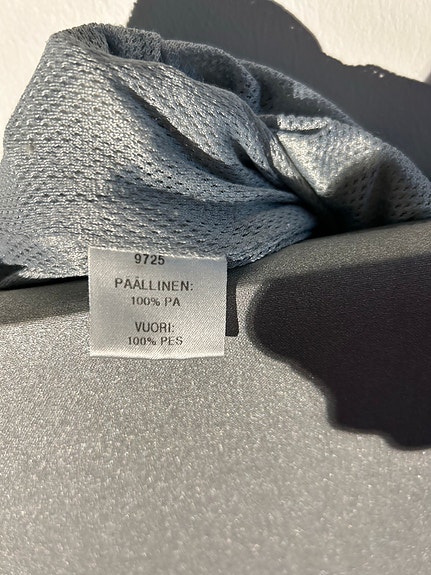 9725
PÄÄLLINEN:
100% PA
VUORI:
100% PES